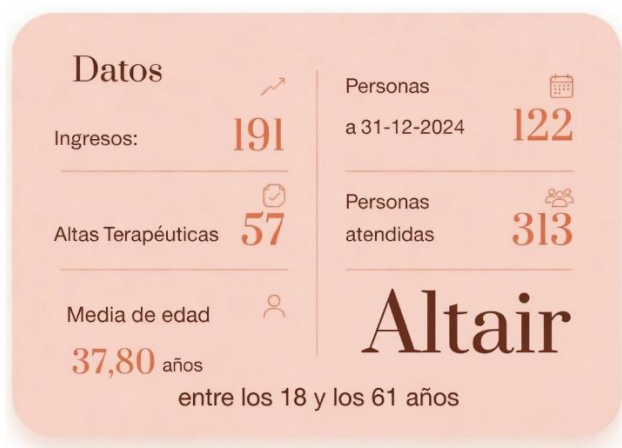 Datos
Ingresos: 191
Altas Terapéuticas 57
Media de edad
37,80 años
Personas
a 31-12-2024 122
Personas
atendidas 313
Altair
entre los 18 y los 61 años